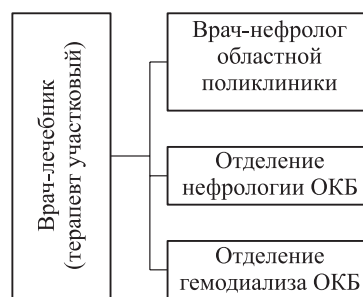 Врач-лечебник
(терапевт участковый)
Врач-нефролог
областной
поликлиники
Отделение
нефрологии ОКБ
Отделение
гемодиализа ОКБ